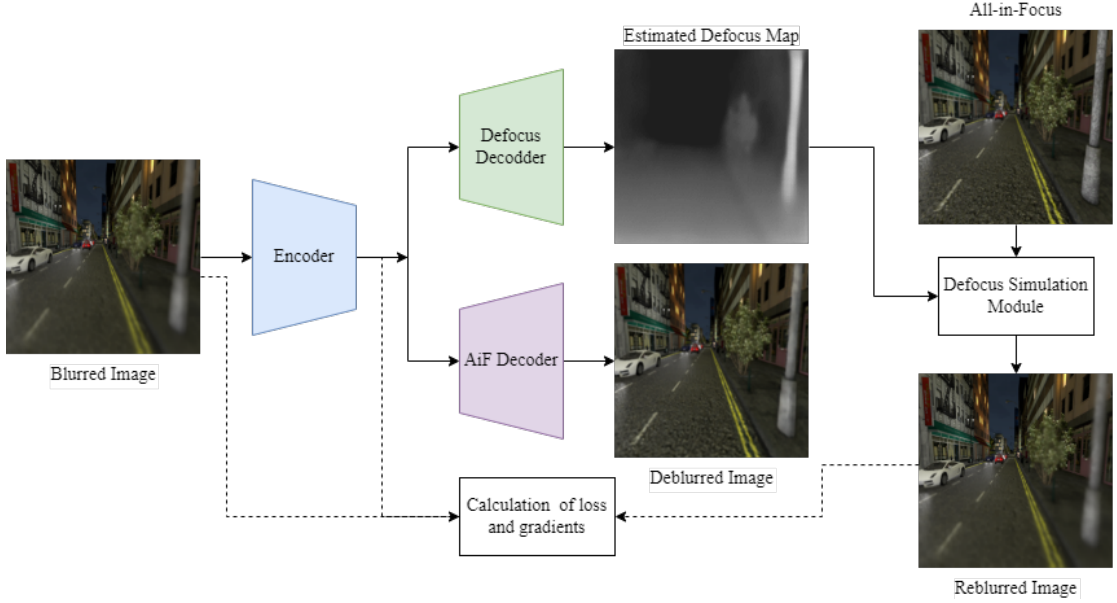 All-in-Focus
Estimated Defocus Map
Defocus
Decodder
Encoder
Defocus Simulation
Module
AiF Decoder
Blurred Image
Deblurred Image
Calculation of loss
and gradients
Reblurred Image